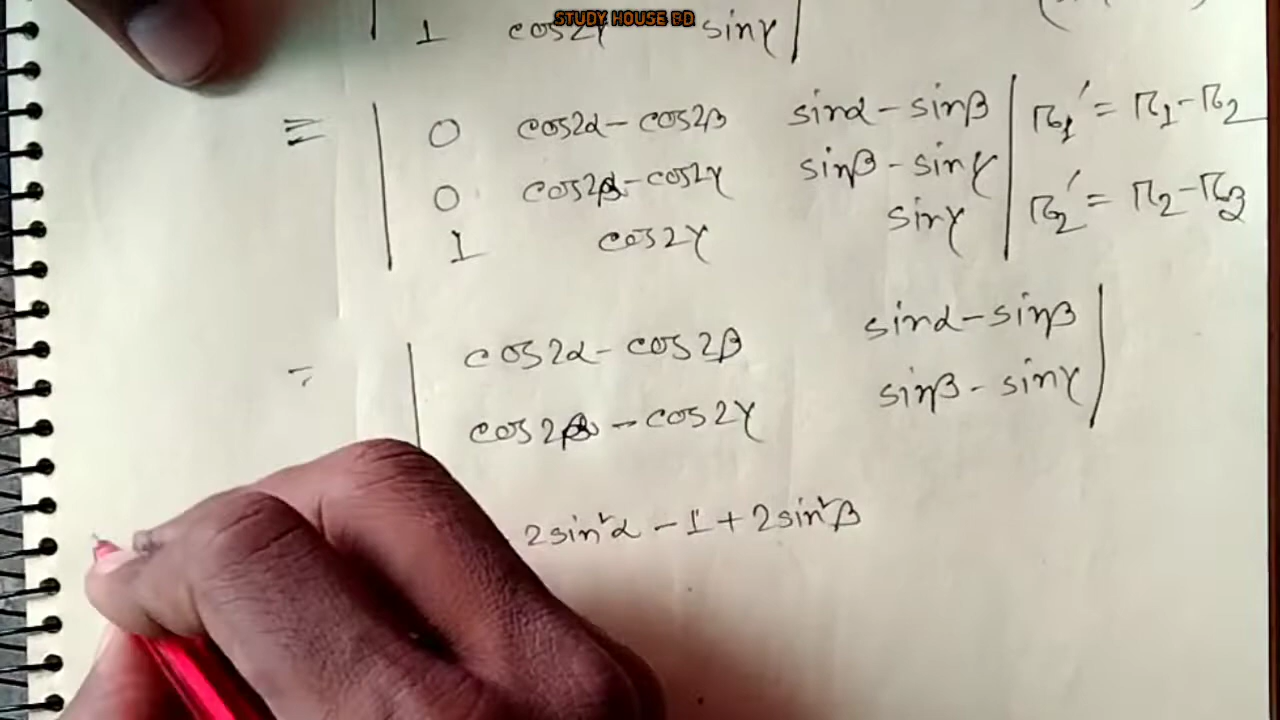 STUDY HOUSE BD
1 cos2γ sinγ
= | 0 cos2α - cos2β sinα - sinβ | r₁′ = r₁ - r₂
0 cos2β - cos2γ sinβ - sinγ r₂′ = r₂ - r₃
1 cos2γ sinγ
= | cos2α - cos2β sinα - sinβ |
cos2β - cos2γ sinβ - sinγ
2sin²α - 1 + 2sin²β